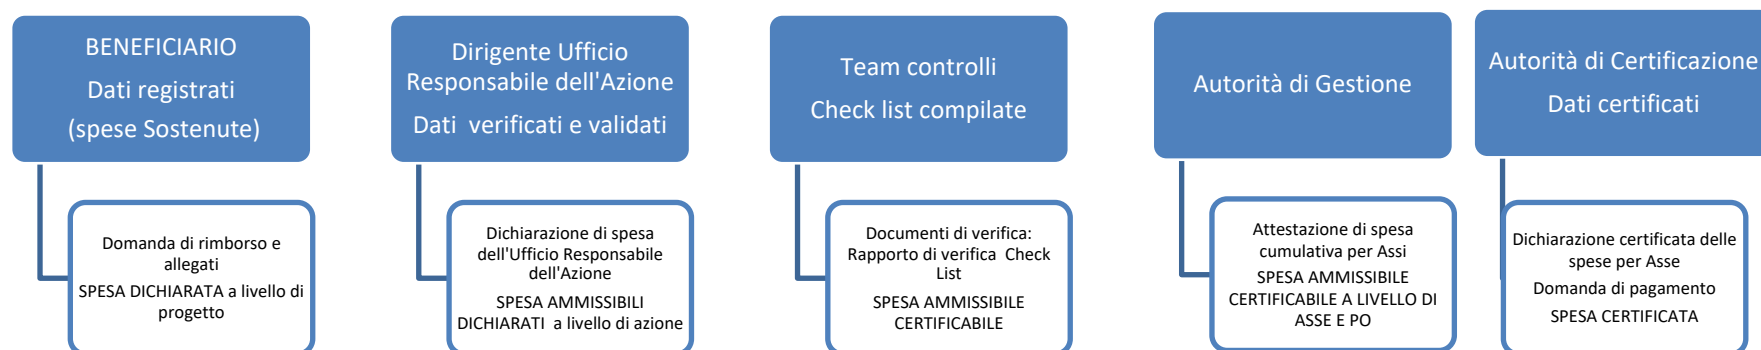 BENEFICIARIO
Dati registrati
(spese Sostenute)
Domanda di rimborso e
allegati
SPESA DICHIARATA a livello di
progetto
Dirigente Ufficio
Responsabile dell'Azione
Dati verificati e validati
Dichiarazione di spesa
dell'Ufficio Responsabile
dell'Azione
SPESA AMMISSIBILI
DICHIARATI a livello di azione
Team controlli
Check list compilate
Documenti di verifica:
Rapporto di verifica Check
List
SPESA AMMISSIBILE
CERTIFICABILE
Autorità di Gestione
Attestazione di spesa
cumulativa per Assi
SPESA AMMISSIBILE
CERTIFICABILE A LIVELLO DI
ASSE E PO
Autorità di Certificazione
Dati certificati
Dichiarazione certificata delle
spese per Asse
Domanda di pagamento
SPESA CERTIFICATA